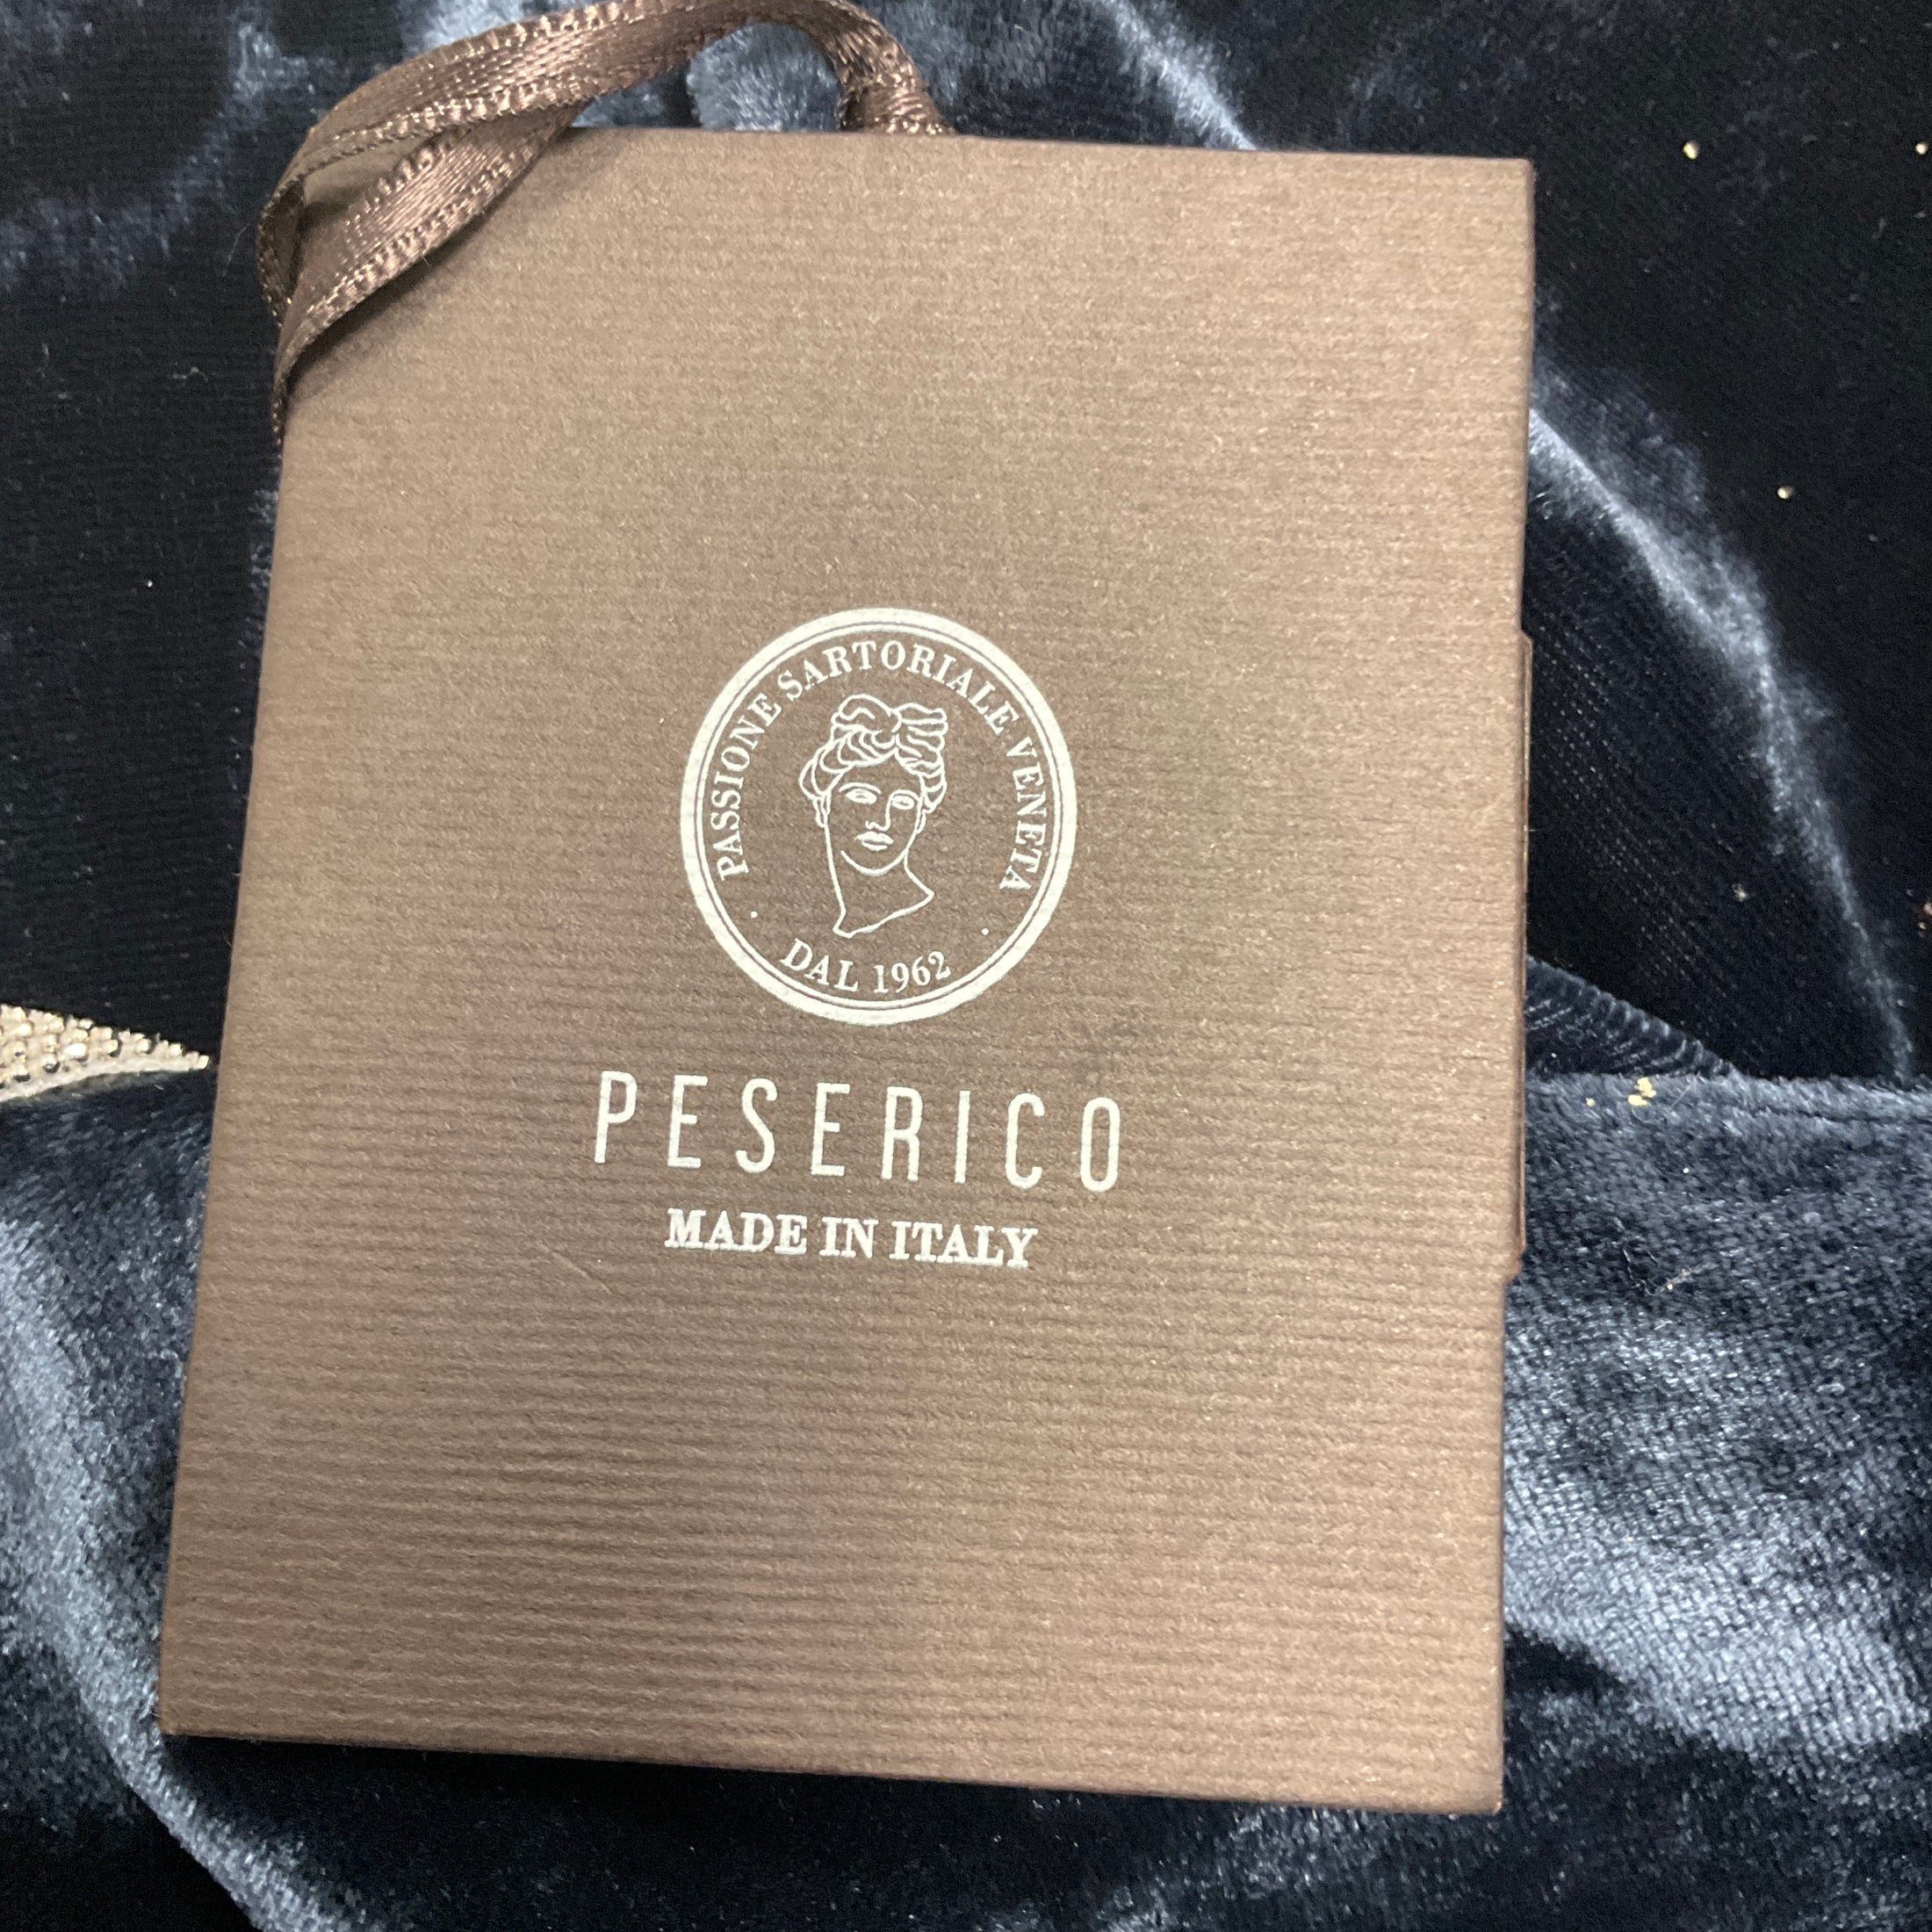 PASSIONE SARTORIALE VENETA
· DAL 1962 ·
PESERICO
MADE IN ITALY